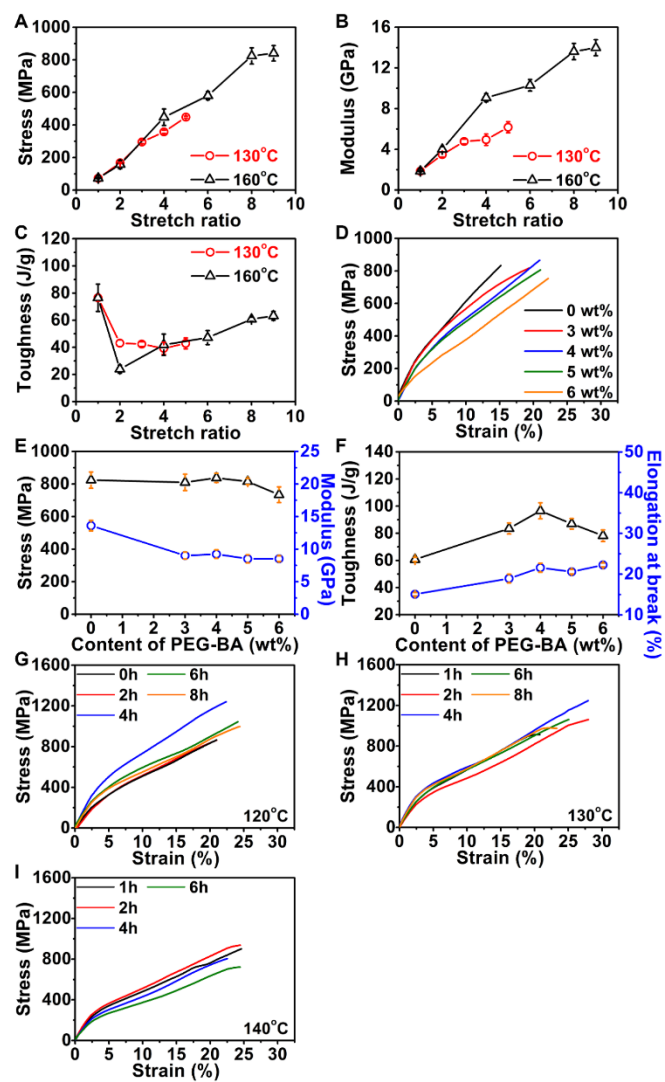 A
Stress (MPa)
1000
800
600
400
200
0
0 2 4 6 8 10
Stretch ratio
130°C
160°C
B
Modulus (GPa)
16
12
8
4
0
0 2 4 6 8 10
Stretch ratio
130°C
160°C
C
Toughness (J/g)
120
100
80
60
40
20
0
0 2 4 6 8 10
Stretch ratio
130°C
160°C
D
Stress (MPa)
1000
800
600
400
200
0
0 5 10 15 20 25 30
Strain (%)
0 wt%
3 wt%
4 wt%
5 wt%
6 wt%
E
Stress (MPa)
1000
800
600
400
200
0
0 1 2 3 4 5 6
Content of PEG-BA (wt%)
25
20
15
10
5
0
Modulus (GPa)
F
Toughness (J/g)
140
120
100
80
60
40
20
0 1 2 3 4 5 6
Content of PEG-BA (wt%)
50
40
30
20
10
Elongation at break (%)
G
Stress (MPa)
1600
1200
800
400
0
0 5 10 15 20 25 30
Strain (%)
0h
2h
4h
6h
8h
120°C
H
Stress (MPa)
1600
1200
800
400
0
0 5 10 15 20 25 30
Strain (%)
1h
2h
4h
6h
8h
130°C
I
Stress (MPa)
1600
1200
800
400
0
0 5 10 15 20 25 30
Strain (%)
1h
2h
4h
6h
140°C